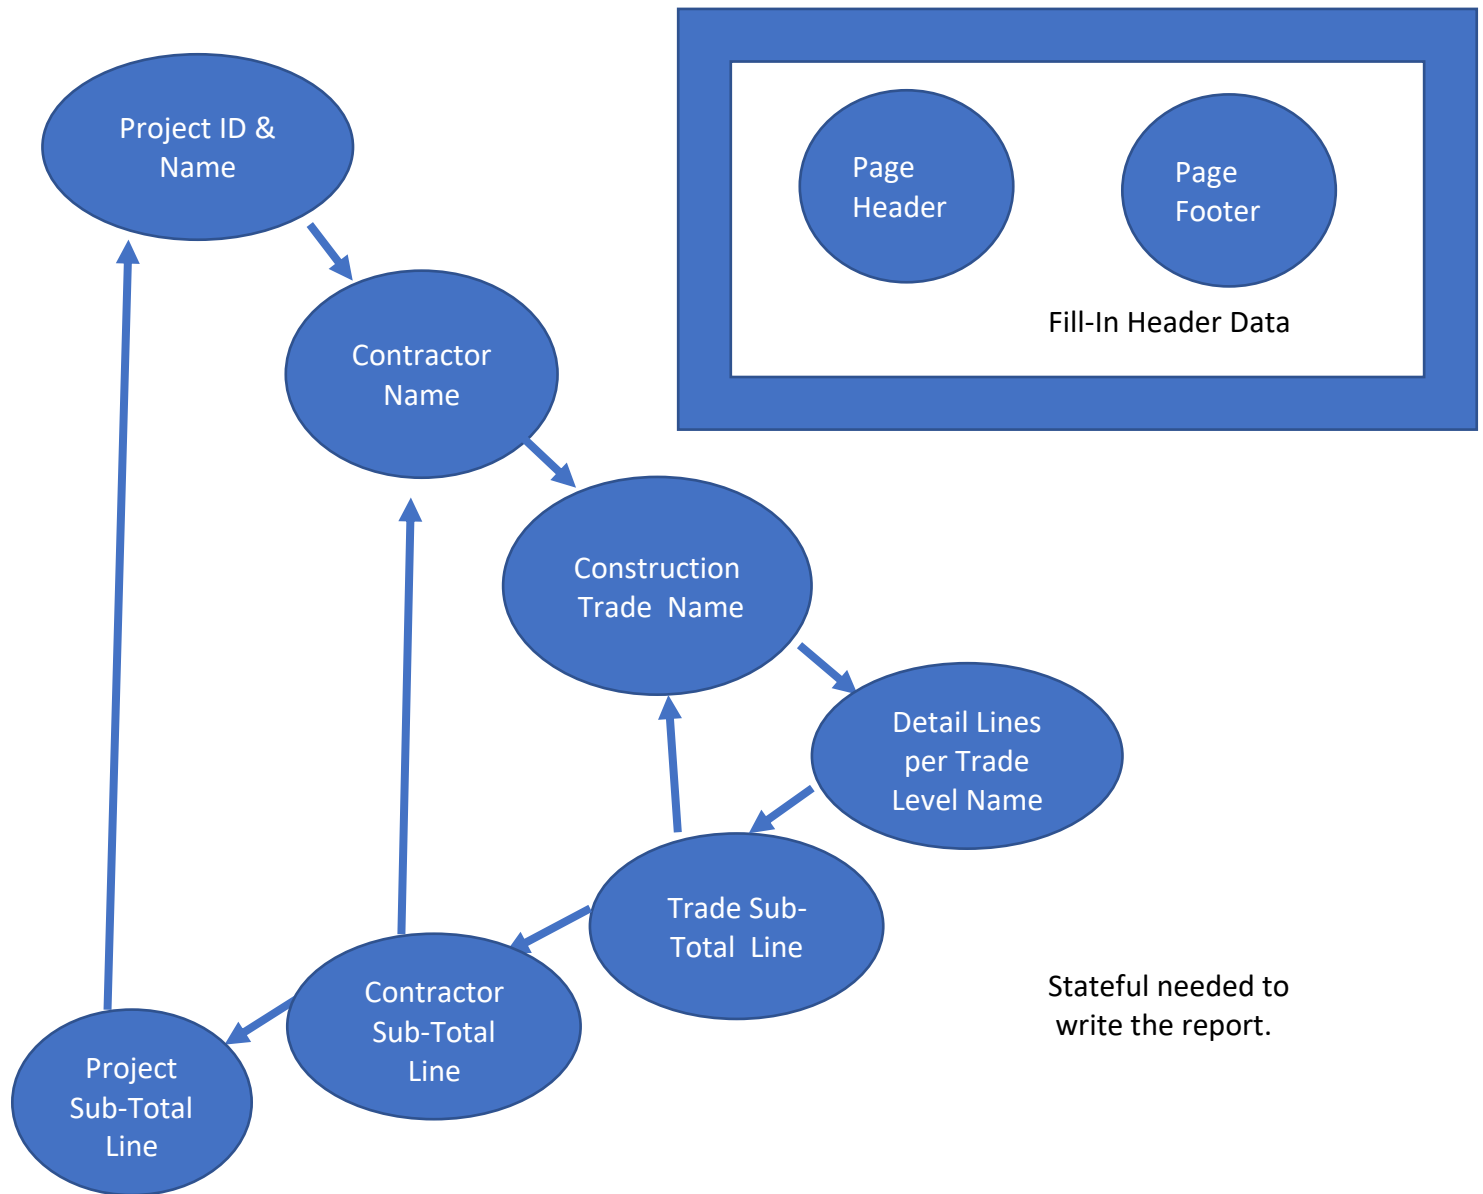 Project ID &
Name
Page
Header
Page
Footer
Fill-In Header Data
Contractor
Name
Construction
Trade Name
Detail Lines
per Trade
Level Name
Trade Sub-
Total Line
Contractor
Sub-Total
Line
Project
Sub-Total
Line
Stateful needed to
write the report.